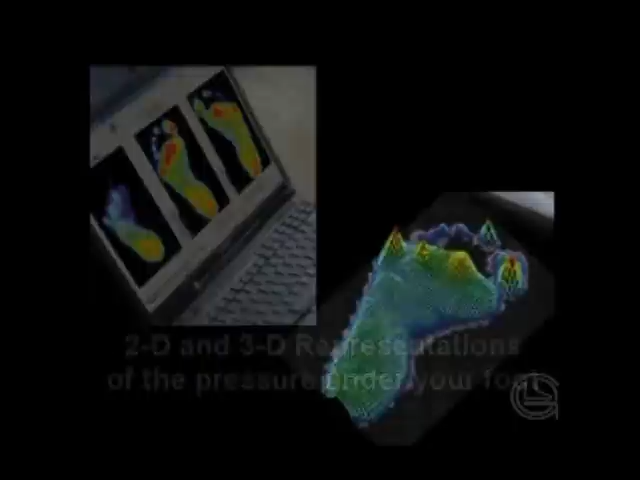 2-D and 3-D Representations
of the pressure under your foot